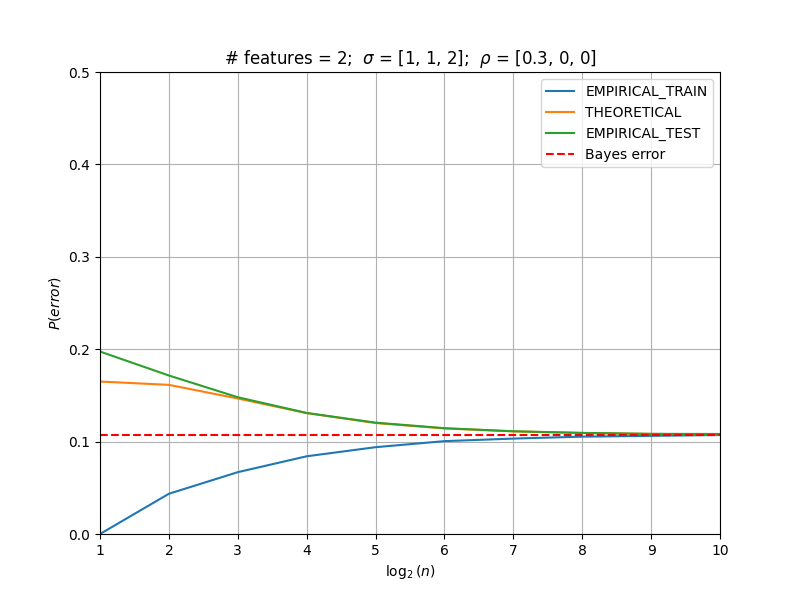 # features = 2; σ = [1, 1, 2]; ρ = [0.3, 0, 0]
EMPIRICAL_TRAIN
THEORETICAL
EMPIRICAL_TEST
Bayes error
P(error)
0.5
0.4
0.3
0.2
0.1
0.0
1 2 3 4 5 6 7 8 9 10
log₂(n)